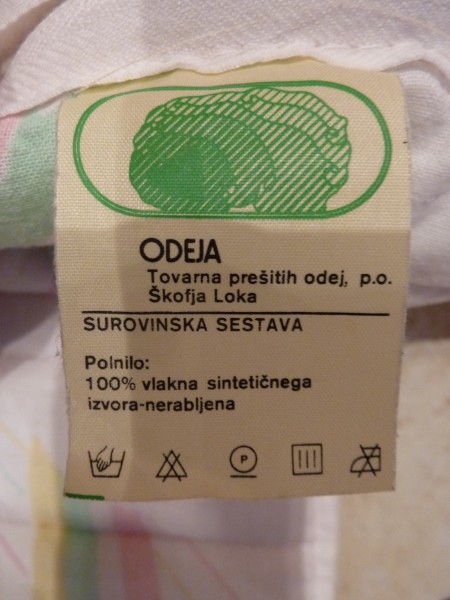 ODEJA
Tovarna prešitih odej, p.o.
Škofja Loka
SUROVINSKA SESTAVA
Polnilo:
100% vlakna sintetičnega
izvora-nerabljena
P